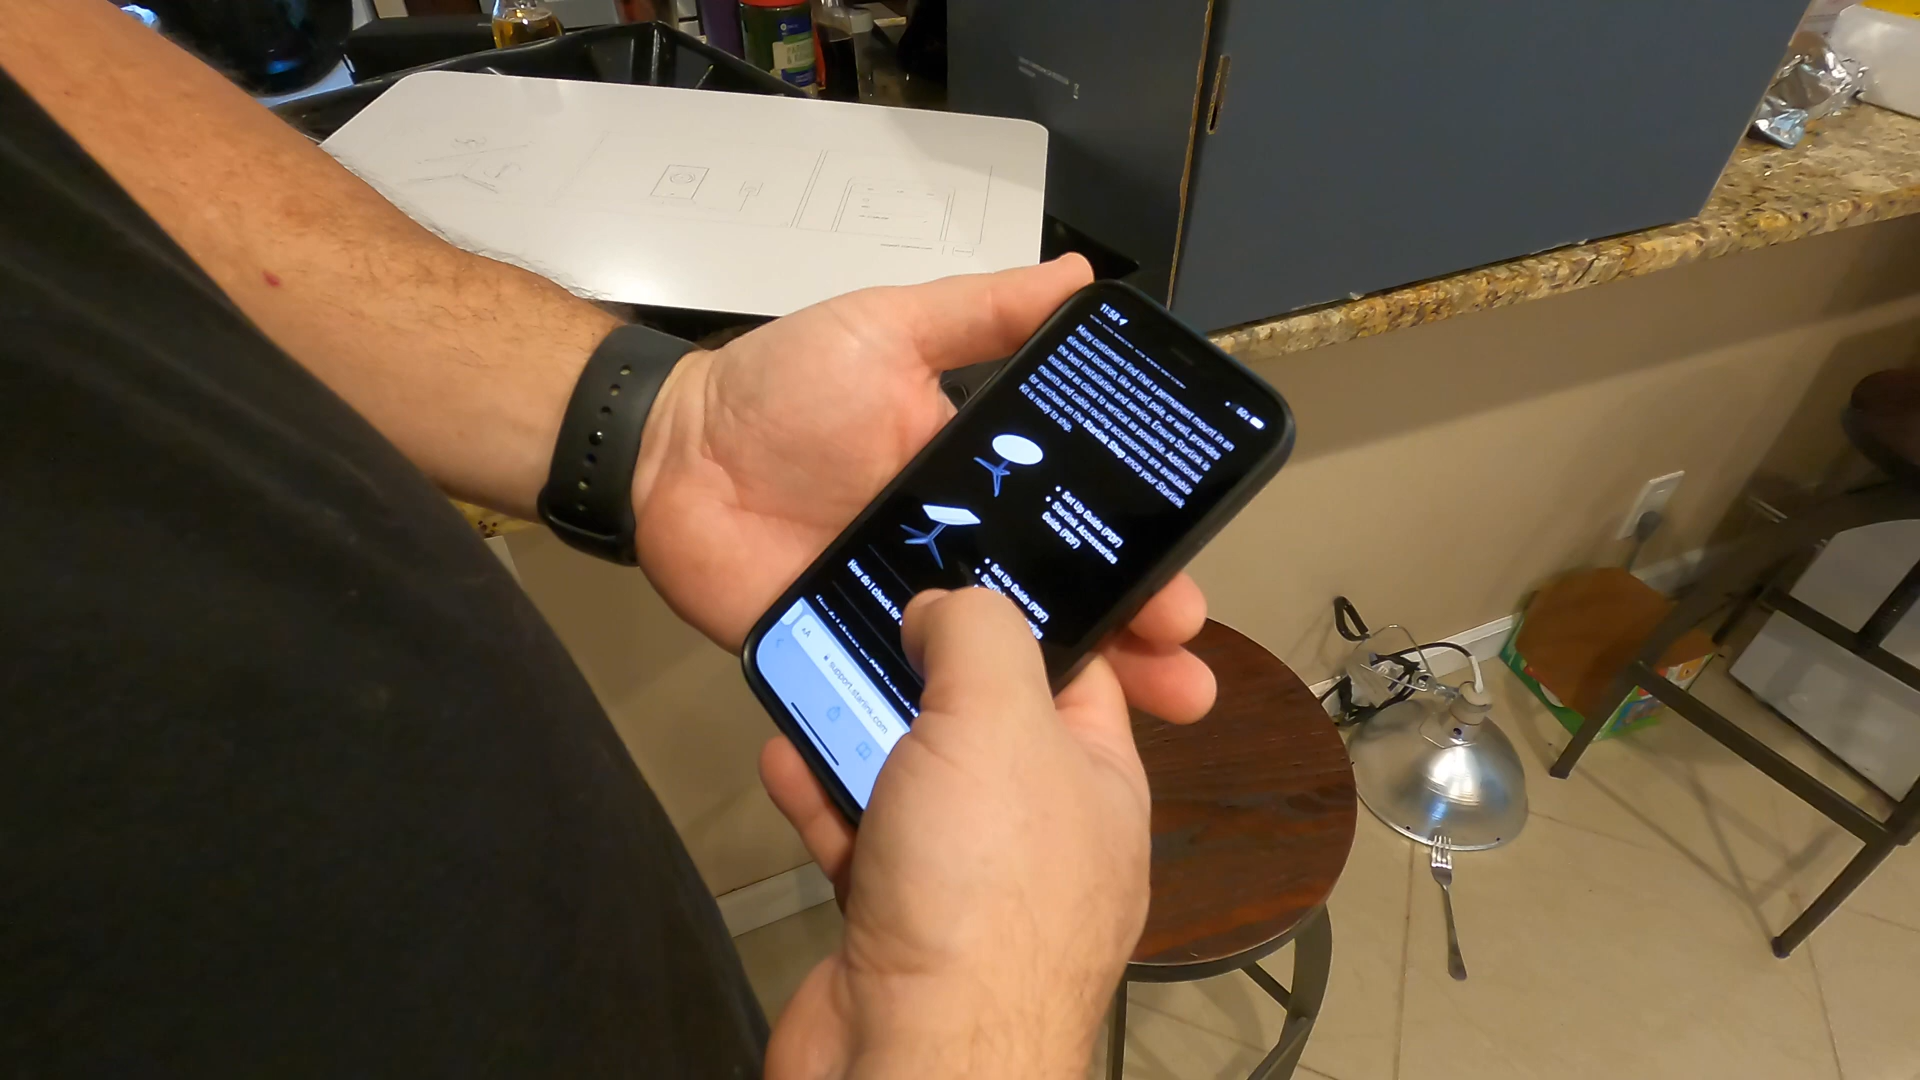 11:58
Many customers find that a permanent mount in an
elevated location, like a roof, pole, or wall, provides
the best installation and service. Ensure Starlink is
installed as close to vertical as possible. Additional
mounts and cable routing accessories are available
for purchase on the Starlink Shop once your Starlink
Kit is ready to ship.
• Set Up Guide (PDF)
• Starlink Accessories
Guide (PDF)
• Set Up Guide (PDF)
How do I check for
AA
support.starlink.com